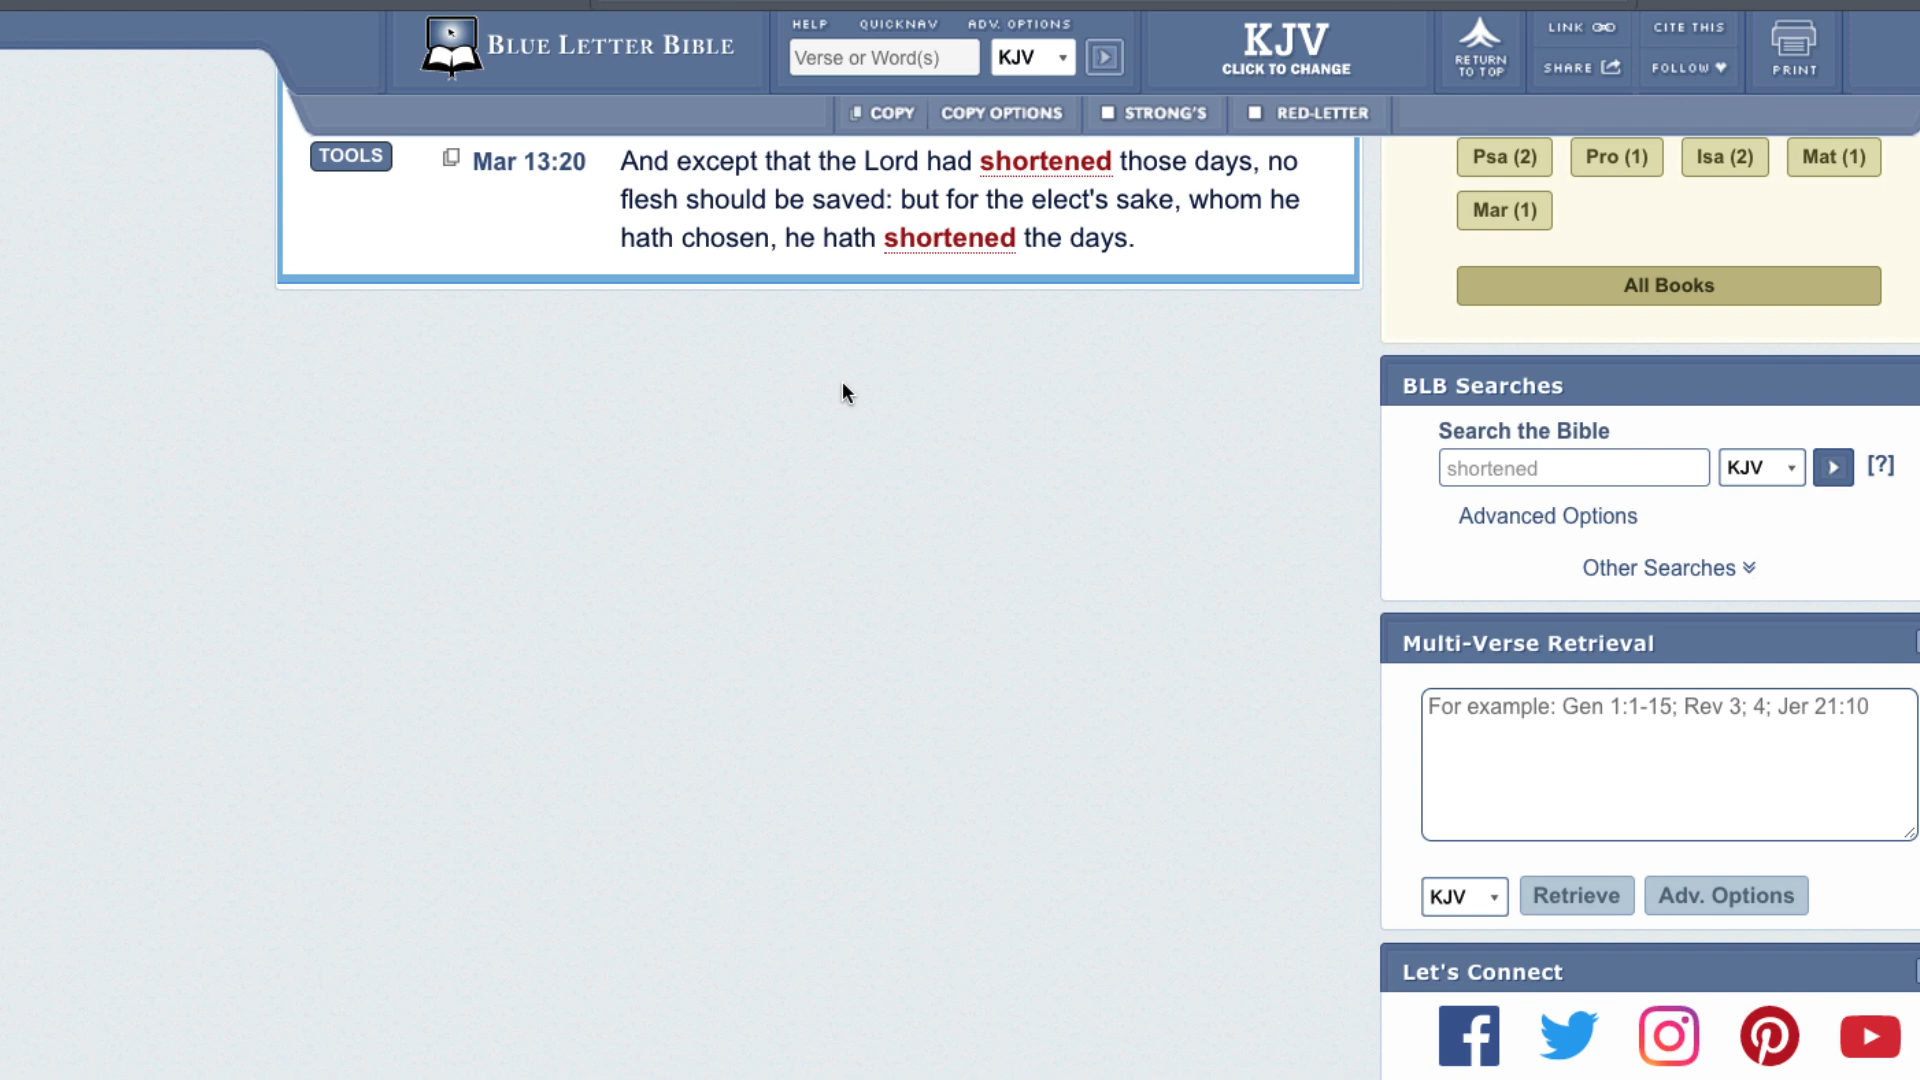 HELP QUICKNAV ADV. OPTIONS
BLUE LETTER BIBLE
Verse or Word(s)
KJV
KJV
CLICK TO CHANGE
RETURN
TO TOP
LINK
CITE THIS
SHARE
FOLLOW
PRINT
COPY COPY OPTIONS STRONG'S RED-LETTER
TOOLS
Mar 13:20
And except that the Lord had shortened those days, no
flesh should be saved: but for the elect's sake, whom he
hath chosen, he hath shortened the days.
Psa (2) Pro (1) Isa (2) Mat (1)
Mar (1)
All Books
BLB Searches
Search the Bible
shortened KJV [?]
Advanced Options
Other Searches
Multi-Verse Retrieval
For example: Gen 1:1-15; Rev 3; 4; Jer 21:10
KJV Retrieve Adv. Options
Let's Connect